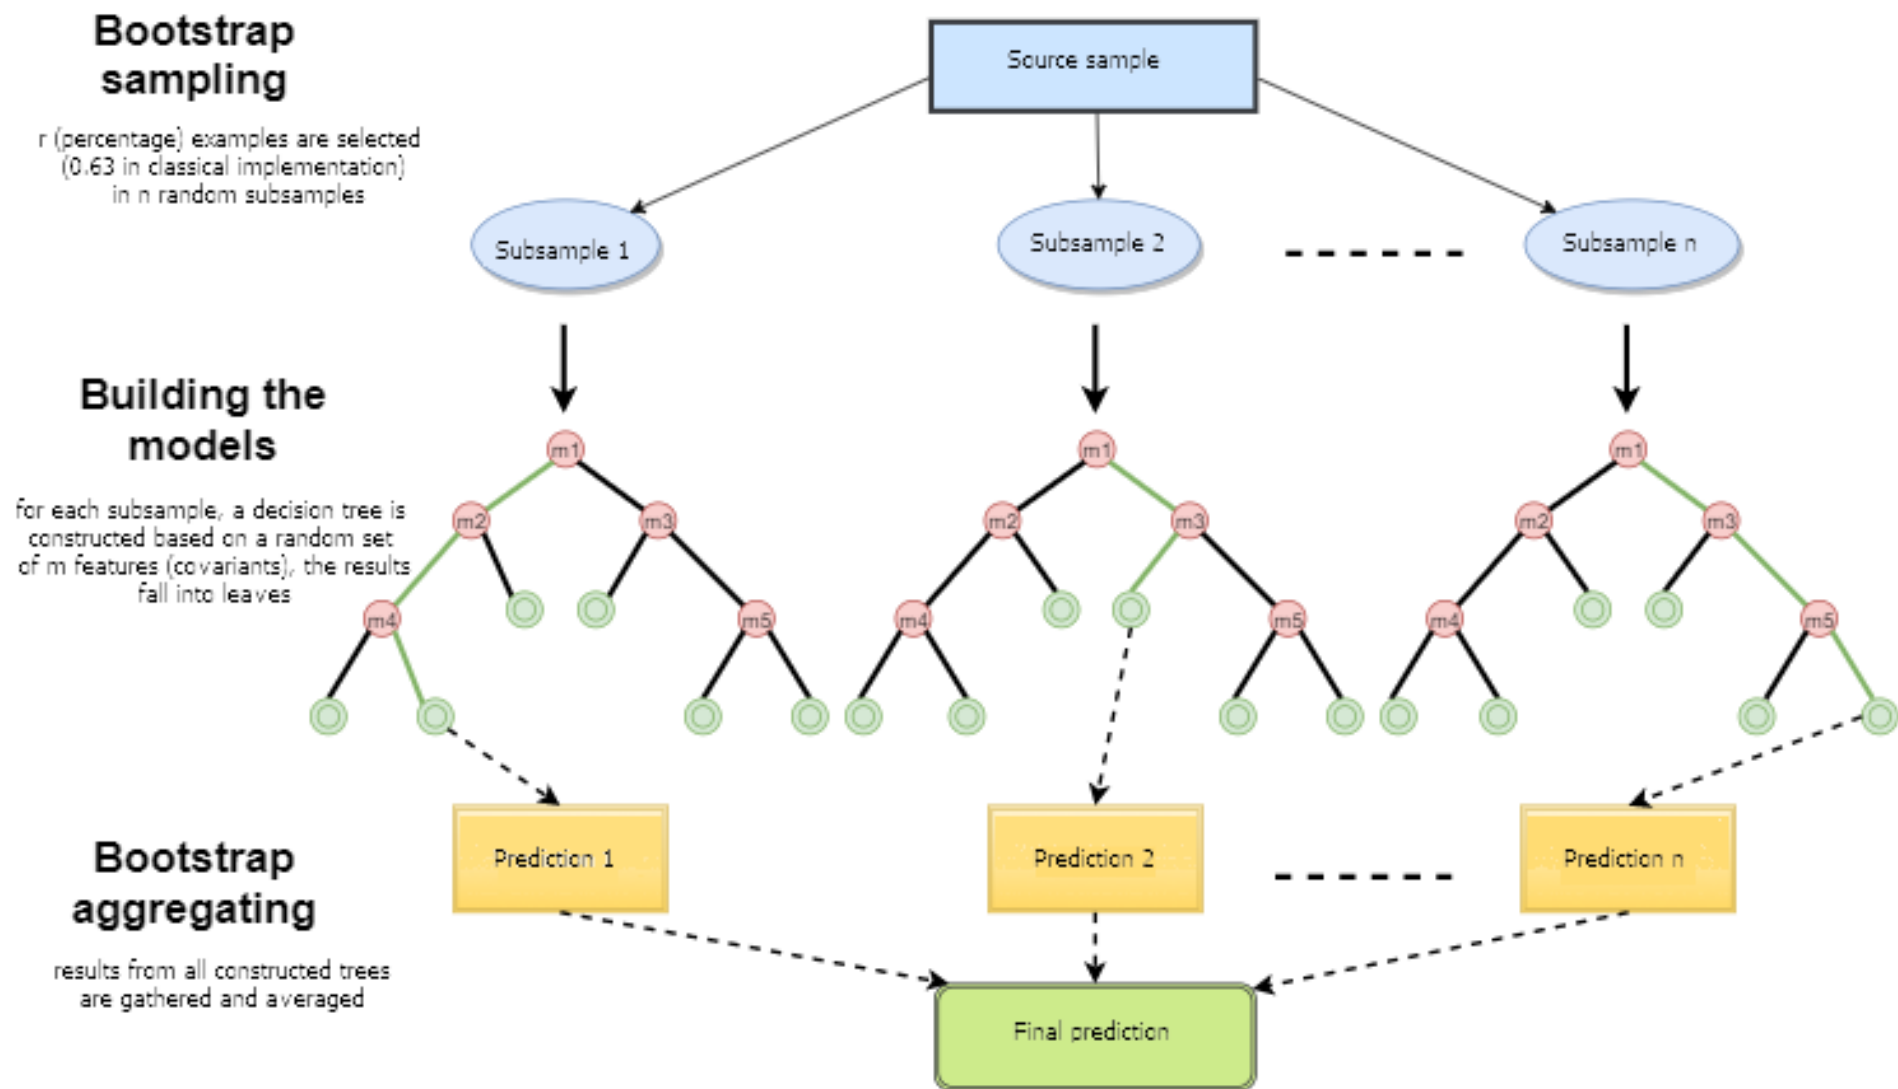 Bootstrap
sampling
r (percentage) examples are selected
(0.63 in classical implementation)
in n random subsamples
Source sample
Subsample 1
Subsample 2
Subsample n
Building the
models
for each subsample, a decision tree is
constructed based on a random set
of m features (covariants), the results
fall into leaves
m1
m2
m3
m4
m5
m1
m2
m3
m4
m5
m1
m2
m3
m4
m5
Bootstrap
aggregating
results from all constructed trees
are gathered and averaged
Prediction 1
Prediction 2
Prediction n
Final prediction